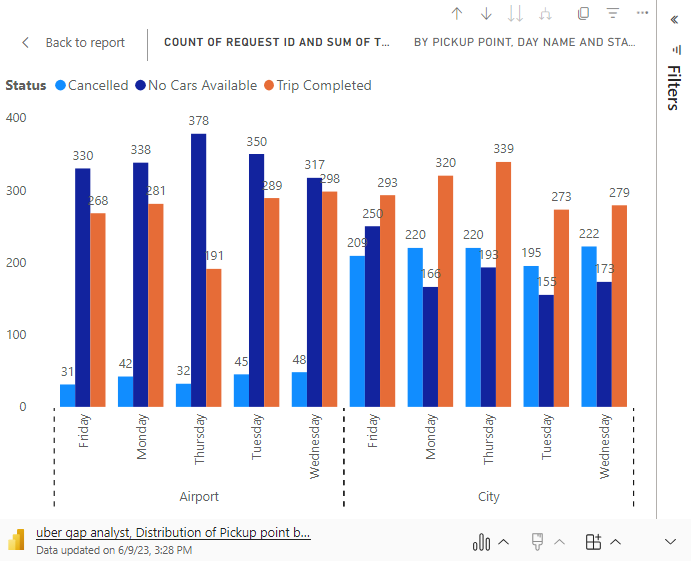 Back to report
COUNT OF REQUEST ID AND SUM OF T...
BY PICKUP POINT, DAY NAME AND STA...
Filters
Status Cancelled No Cars Available Trip Completed
400
300
200
100
0
330 338 378 350 317
268 281 191 289 298
31 42 32 45 48
293 320 339 273 279
209 220 220 195 222
250 166 193 155 173
Friday Monday Thursday Tuesday Wednesday Friday Monday Thursday Tuesday Wednesday
Airport City
uber gap analyst, Distribution of Pickup point b...
Data updated on 6/9/23, 3:28 PM